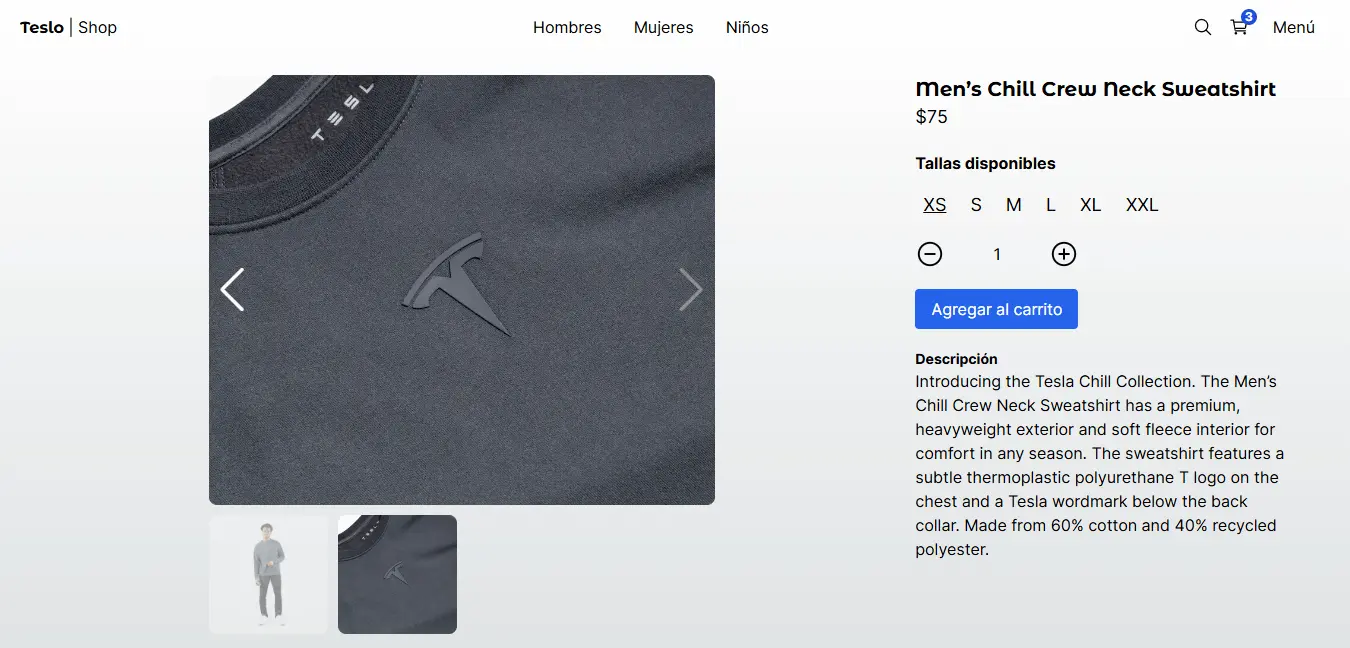 Teslo | Shop
Hombres
Mujeres
Niños
3
Menú
TESL
Men’s Chill Crew Neck Sweatshirt
$75
Tallas disponibles
XS S M L XL XXL
1
Agregar al carrito
Descripción
Introducing the Tesla Chill Collection. The Men’s
Chill Crew Neck Sweatshirt has a premium,
heavyweight exterior and soft fleece interior for
comfort in any season. The sweatshirt features a
subtle thermoplastic polyurethane T logo on the
chest and a Tesla wordmark below the back
collar. Made from 60% cotton and 40% recycled
polyester.